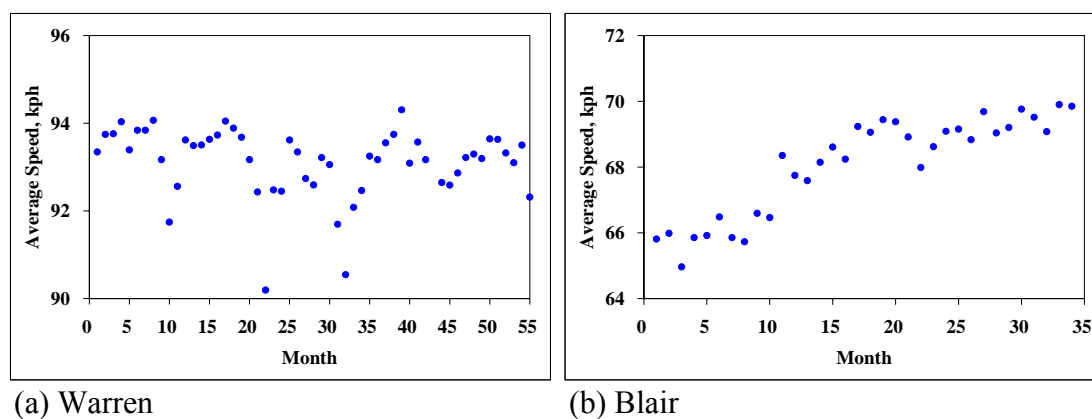 96
94
92
90
Average Speed, kph
0 5 10 15 20 25 30 35 40 45 50 55
Month
(a) Warren
72
70
68
66
64
Average Speed, kph
0 5 10 15 20 25 30 35
Month
(b) Blair